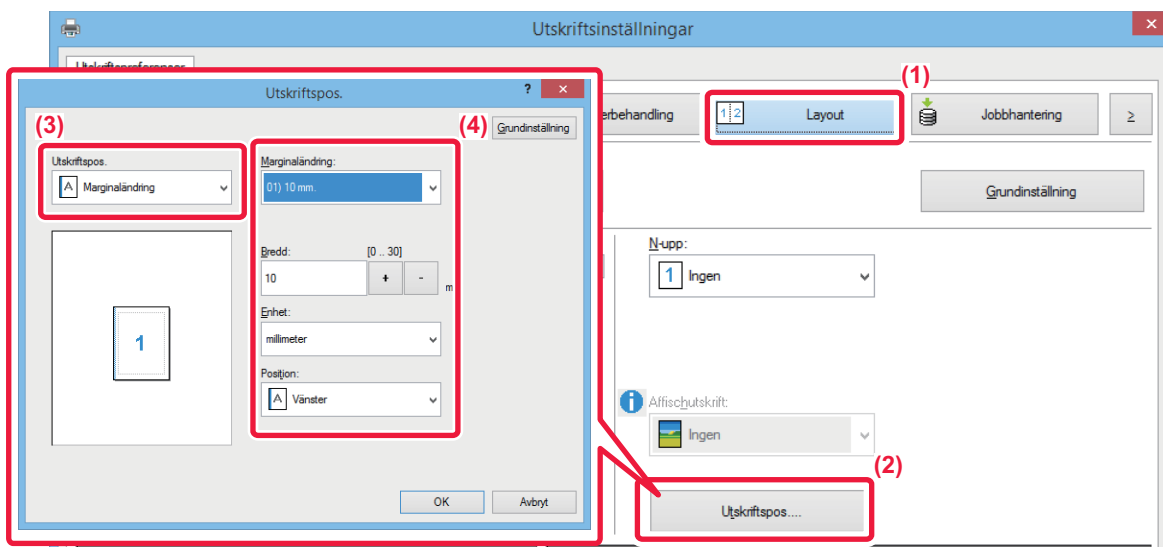 Utskriftsinställningar
(1)
Utskriftspos.
?
(3)
(4)
Grundinställning
Utskriftspos.
A Marginaländring
Marginaländring:
01) 10 mm.
Bredd: [0 .. 30]
10 + -
Enhet:
millimeter
Position:
A Vänster
1
OK Avbryt
1 2 Layout
Jobbhantering
≥
Grundinställning
N-upp:
1 Ingen
Affischutskrift:
Ingen
(2)
Utskriftspos....